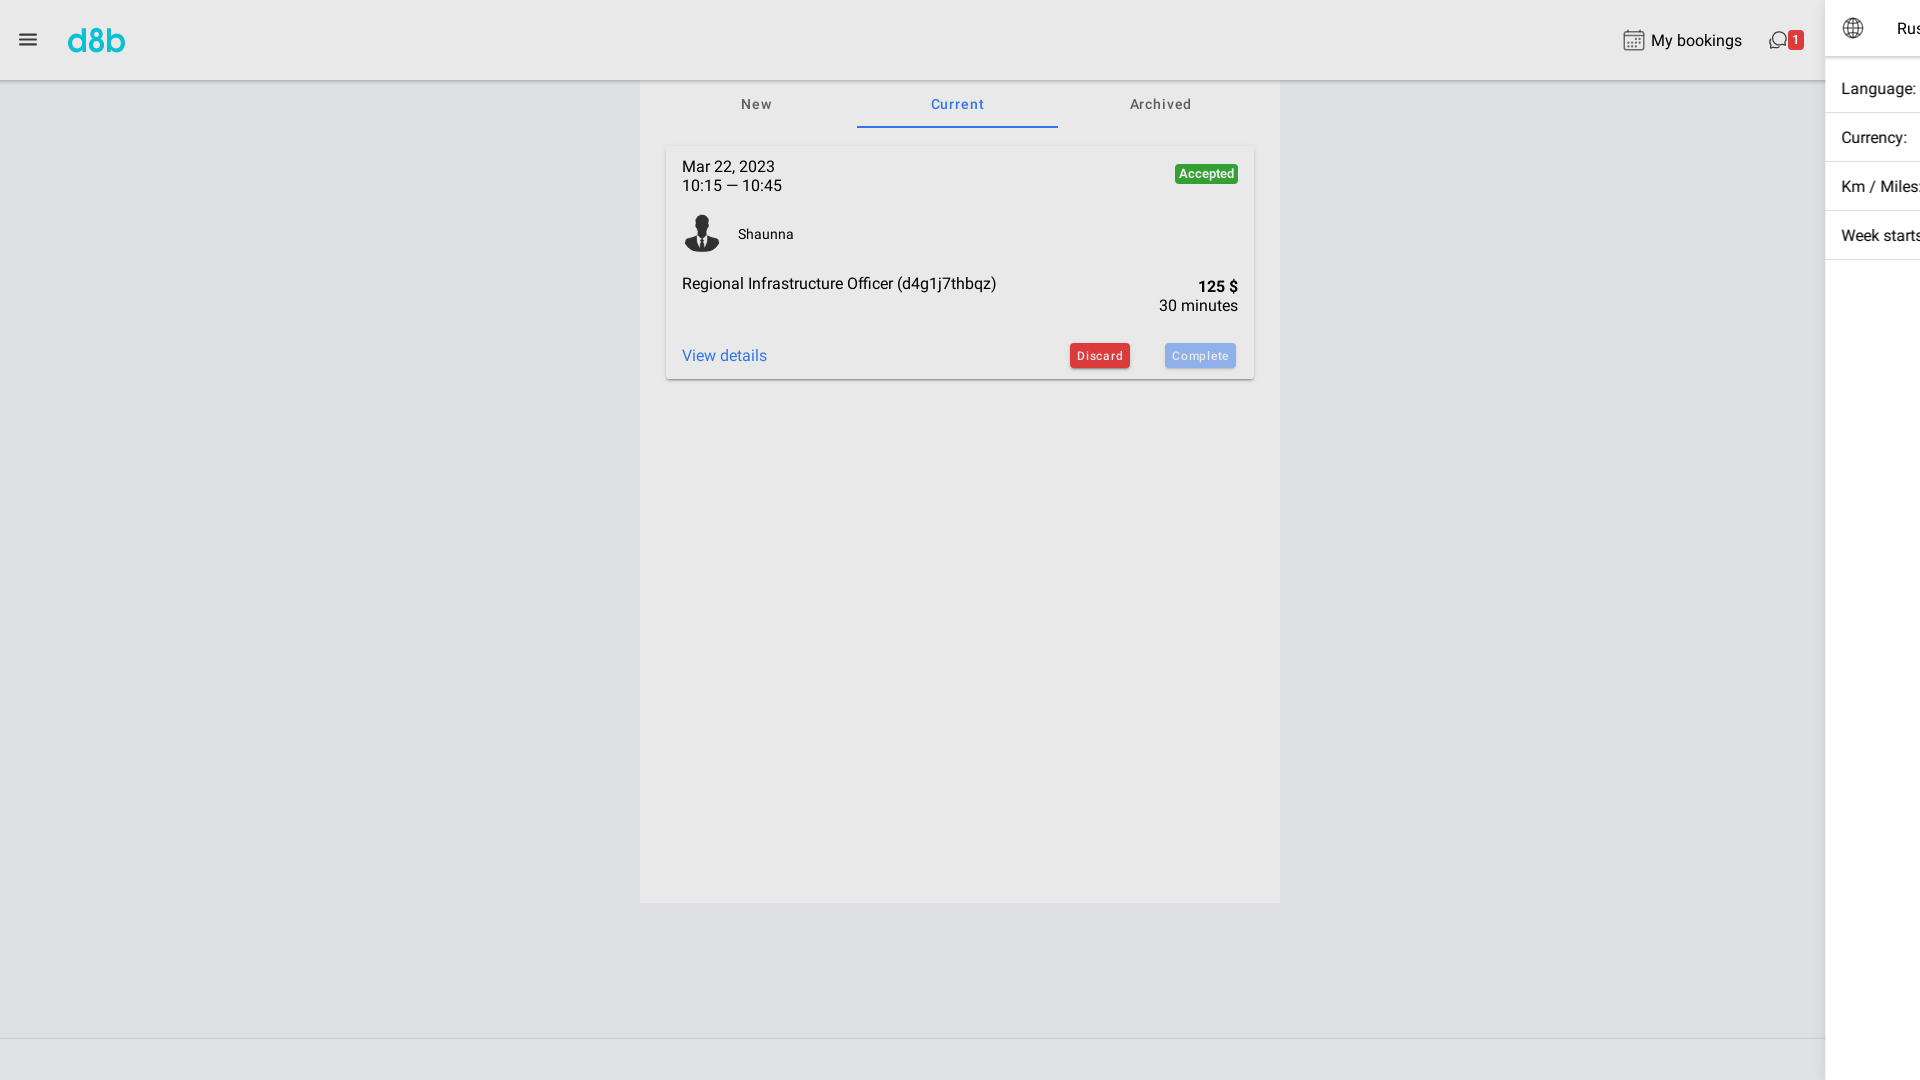 d8b
My bookings
1
Rus
Language:
Currency:
Km / Miles:
Week starts
New
Current
Archived
Mar 22, 2023
10:15 — 10:45
Accepted
Shaunna
Regional Infrastructure Officer (d4g1j7thbqz)
125 $
30 minutes
View details
Discard
Complete